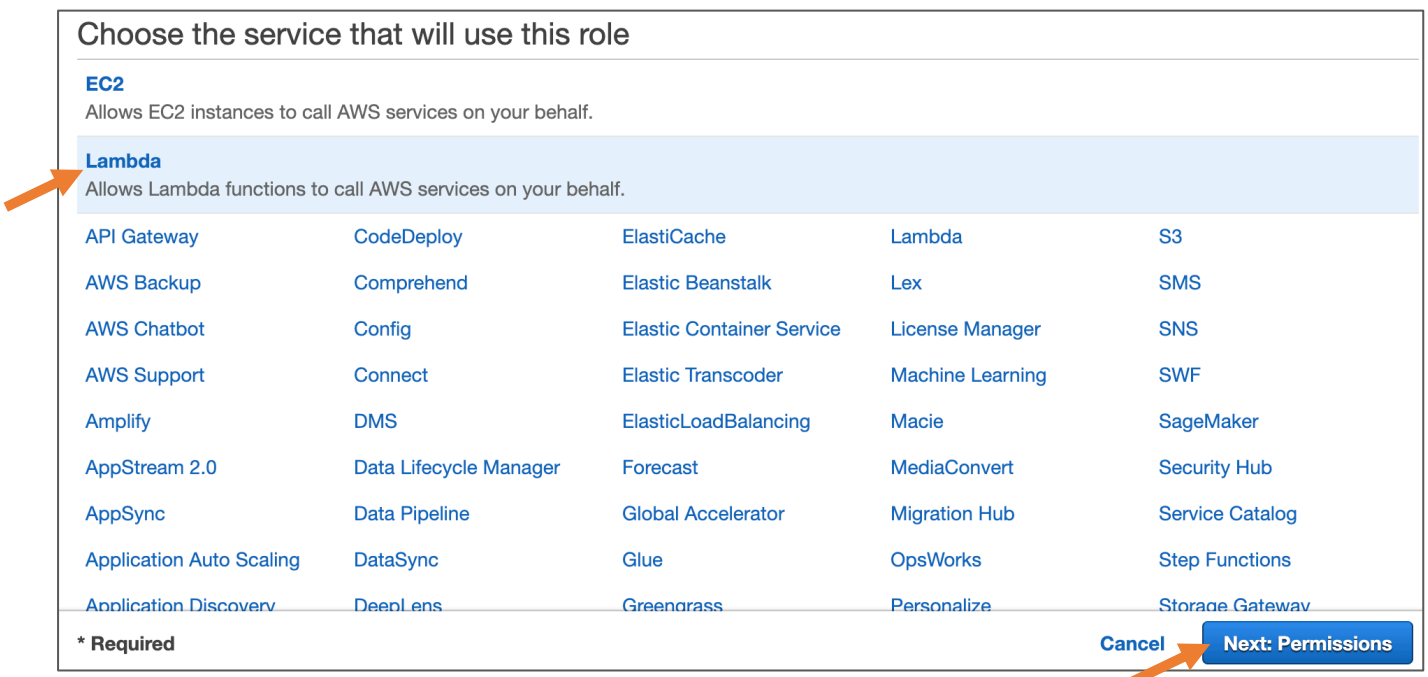 Choose the service that will use this role
EC2
Allows EC2 instances to call AWS services on your behalf.
Lambda
Allows Lambda functions to call AWS services on your behalf.
API Gateway CodeDeploy ElastiCache Lambda S3
AWS Backup Comprehend Elastic Beanstalk Lex SMS
AWS Chatbot Config Elastic Container Service License Manager SNS
AWS Support Connect Elastic Transcoder Machine Learning SWF
Amplify DMS ElasticLoadBalancing Macie SageMaker
AppStream 2.0 Data Lifecycle Manager Forecast MediaConvert Security Hub
AppSync Data Pipeline Global Accelerator Migration Hub Service Catalog
Application Auto Scaling DataSync Glue OpsWorks Step Functions
Application Discovery DeepLens Greengrass Personalize Storage Gateway
* Required Cancel Next: Permissions